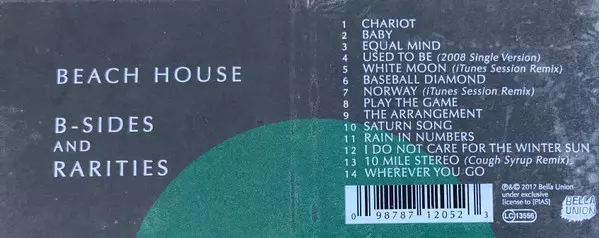 BEACH HOUSE
B-SIDES
AND
RARITIES
1 CHARIOT
2 BABY
3 EQUAL MIND
4 USED TO BE (2008 Single Version)
5 WHITE MOON (iTunes Session Remix)
6 BASEBALL DIAMOND
7 NORWAY (iTunes Session Remix)
8 PLAY THE GAME
9 THE ARRANGEMENT
10 SATURN SONG
11 RAIN IN NUMBERS
12 I DO NOT CARE FOR THE WINTER SUN
13 10 MILE STEREO (Cough Syrup Remix)
14 WHEREVER YOU GO
0 98787 12052 3
℗&© 2017 Bella Union
under exclusive
license to [PIAS]
LC 13556
BELLA
UNION